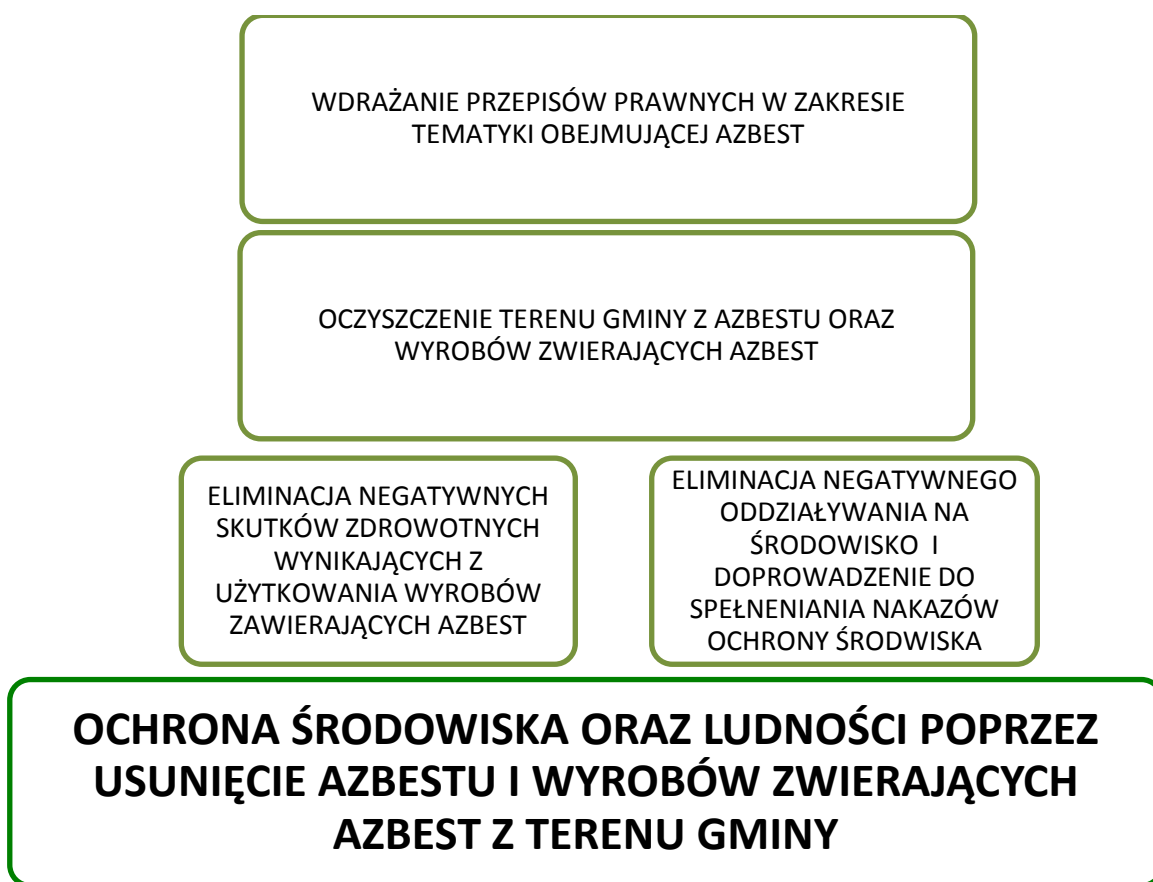 WDRAŻANIE PRZEPISÓW PRAWNYCH W ZAKRESIE
TEMATYKI OBEJMUJĄCEJ AZBEST
OCZYSZCZENIE TERENU GMINY Z AZBESTU ORAZ
WYROBÓW ZWIERAJĄCYCH AZBEST
ELIMINACJA NEGATYWNYCH
SKUTKÓW ZDROWOTNYCH
WYNIKAJĄCYCH Z
UŻYTKOWANIA WYROBÓW
ZAWIERAJĄCYCH AZBEST
ELIMINACJA NEGATYWNEGO
ODDZIAŁYWANIA NA
ŚRODOWISKO I
DOPROWADZENIE DO
SPEŁNENIANIA NAKAZÓW
OCHRONY ŚRODWISKA
OCHRONA ŚRODOWISKA ORAZ LUDNOŚCI POPRZEZ
USUNIĘCIE AZBESTU I WYROBÓW ZWIERAJĄCYCH
AZBEST Z TERENU GMINY